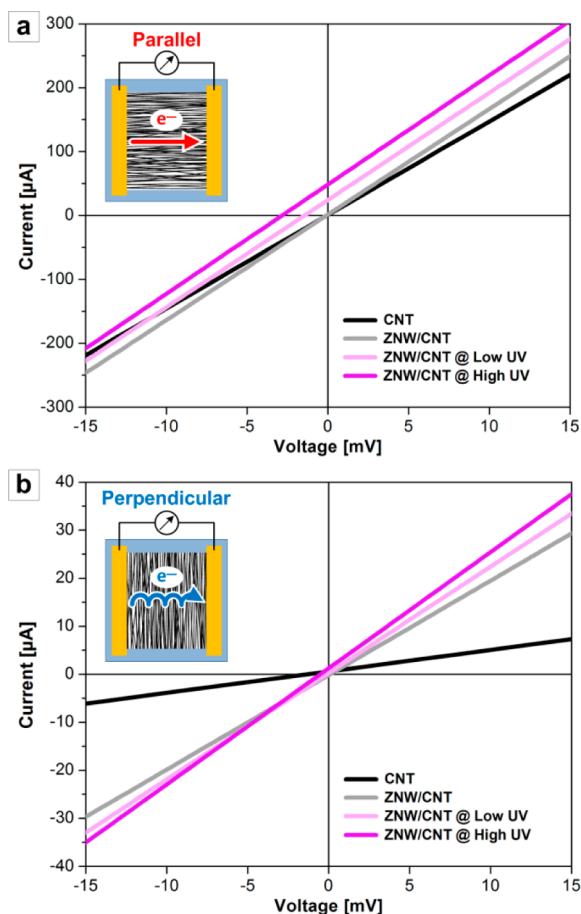 a
Parallel
e−
Current [µA]
300
200
100
0
-100
-200
-300
CNT
ZNW/CNT
ZNW/CNT @ Low UV
ZNW/CNT @ High UV
-15
-10
-5
0
5
10
15
Voltage [mV]
b
Perpendicular
e−
Current [µA]
40
30
20
10
0
-10
-20
-30
-40
CNT
ZNW/CNT
ZNW/CNT @ Low UV
ZNW/CNT @ High UV
-15
-10
-5
0
5
10
15
Voltage [mV]